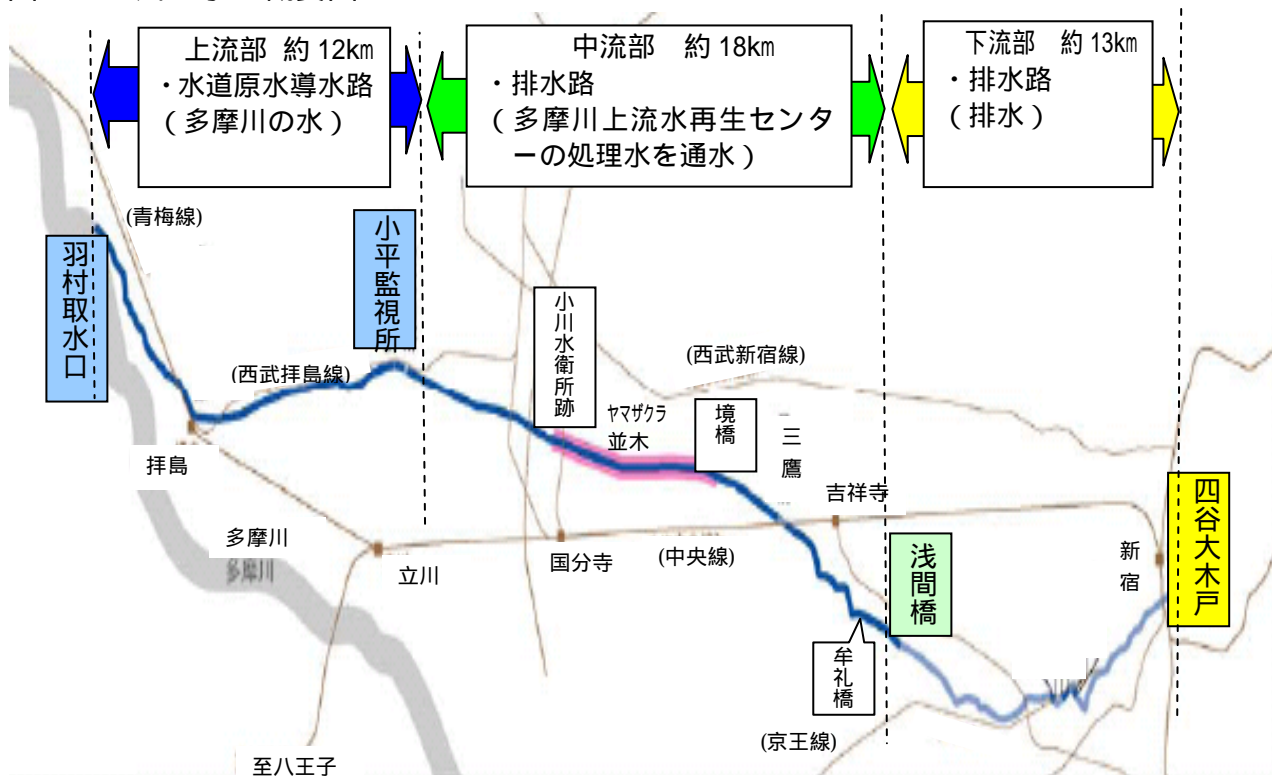 上流部 約12km
・水道原水導水路
(多摩川の水)
中流部 約18km
・排水路
(多摩川上流水再生センタ
ーの処理水を通水)
下流部 約13km
・排水路
(排水)
(青梅線)
羽村取水口
小平監視所
小川水衛所跡
(西武新宿線)
(西武拝島線)
ヤマザクラ
並木
境橋
三鷹
拝島
吉祥寺
四谷大木戸
多摩川
多摩川
立川
国分寺
(中央線)
浅間橋
新宿
牟礼橋
(京王線)
至八王子